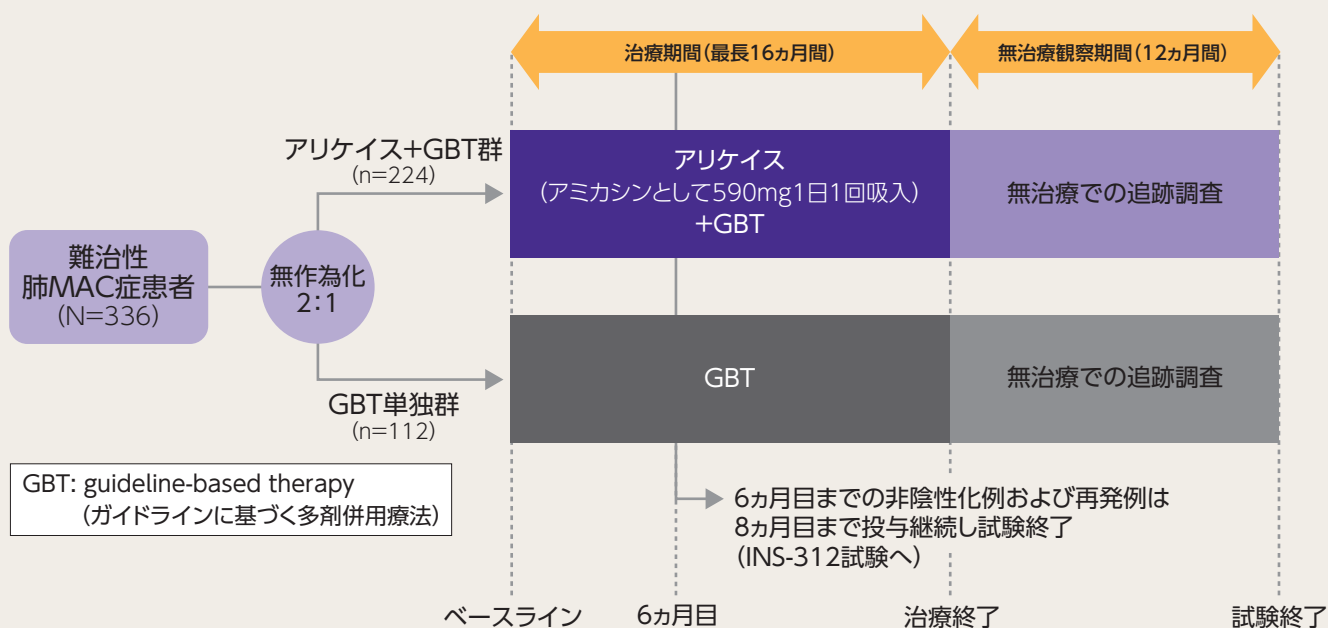 治療期間(最長16ヵ月間)
無治療観察期間(12ヵ月間)
アリケイス+GBT群
(n=224)
アリケイス
(アミカシンとして590mg1日1回吸入)
+GBT
無治療での追跡調査
難治性
肺MAC症患者
(N=336)
無作為化
2:1
GBT
無治療での追跡調査
GBT単独群
(n=112)
GBT: guideline-based therapy
(ガイドラインに基づく多剤併用療法)
6ヵ月目までの非陰性化例および再発例は
8ヵ月目まで投与継続し試験終了
(INS-312試験へ)
ベースライン
6ヵ月目
治療終了
試験終了